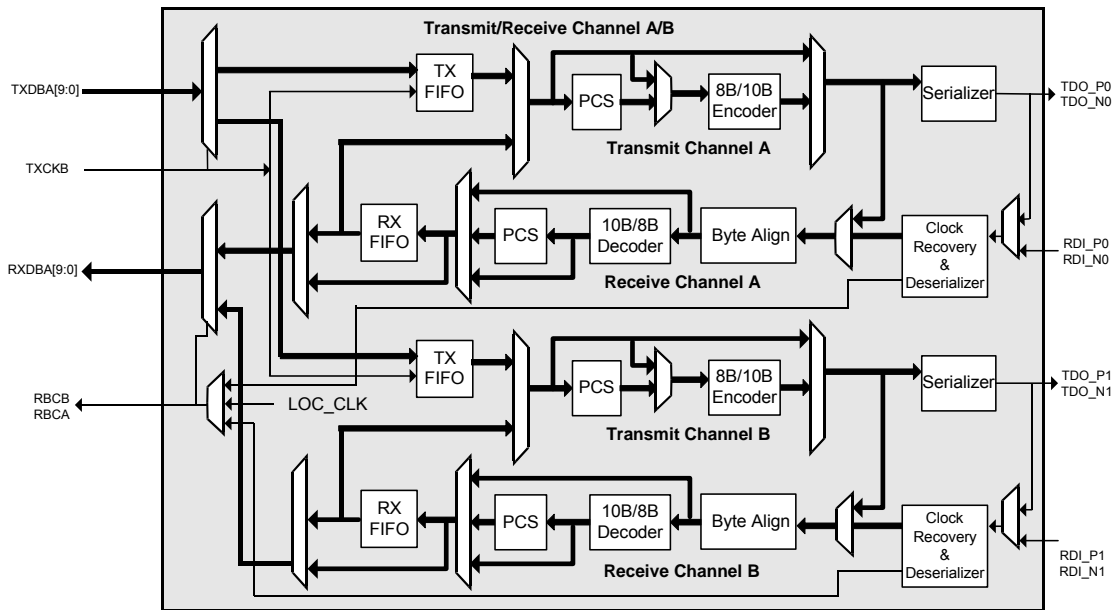 Transmit/Receive Channel A/B
TXDBA[9:0]
TX
FIFO
PCS
8B/10B
Encoder
Serializer
TDO_P0
TDO_N0
Transmit Channel A
TXCKB
RX
FIFO
PCS
10B/8B
Decoder
Byte Align
Clock
Recovery
&
Deserializer
RDI_P0
RDI_N0
RXDBA[9:0]
Receive Channel A
TX
FIFO
PCS
8B/10B
Encoder
Serializer
TDO_P1
TDO_N1
RBCB
RBCA
LOC_CLK
Transmit Channel B
RX
FIFO
PCS
10B/8B
Decoder
Byte Align
Clock
Recovery
&
Deserializer
RDI_P1
RDI_N1
Receive Channel B